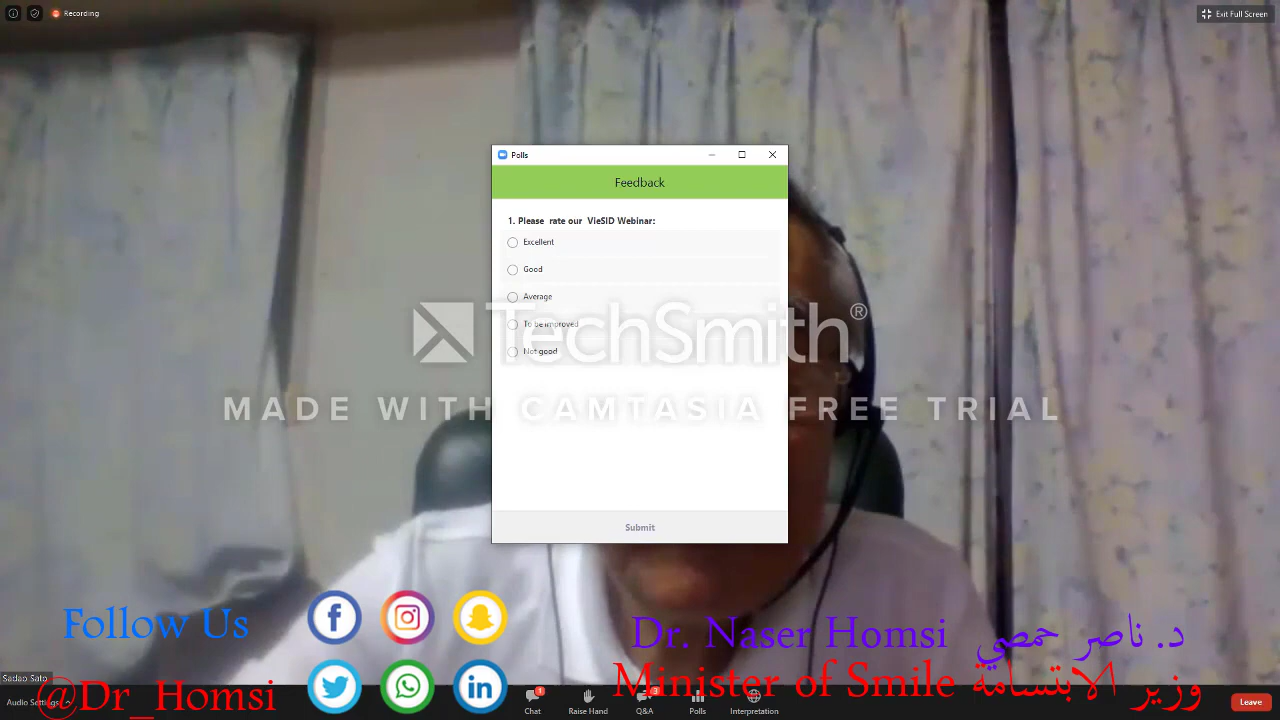 Recording
Exit Full Screen
Polls
Feedback
1. Please rate our VieSID Webinar:
Excellent
Good
Average
To be improved
Not good
TechSmith®
MADE WITH CAMTASIA FREE TRIAL
Submit
Follow Us
Dr. Naser Homsi د. ناصر حمصي
Minister of Smile وزير الابتسامة
Sadao Sato
@Dr_Homsi
Audio Settings
Chat
1
Raise Hand
Q&A
3
Polls
Interpretation
Leave